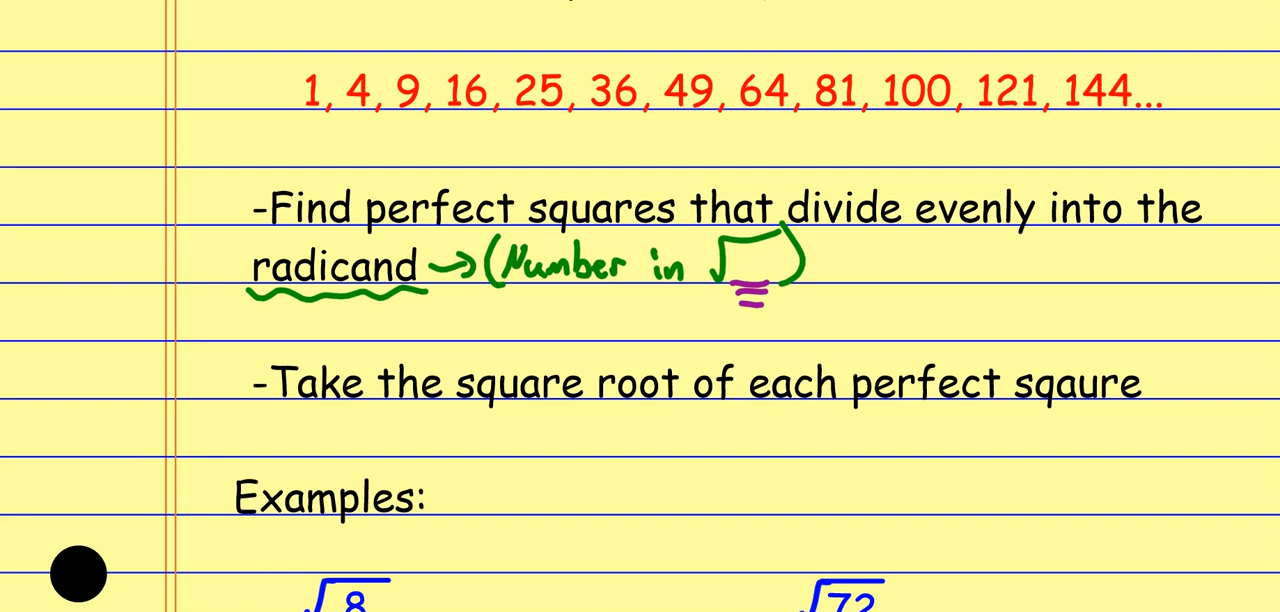 1, 4, 9, 16, 25, 36, 49, 64, 81, 100, 121, 144...
-Find perfect squares that divide evenly into the
radicand → (Number in √ )
-Take the square root of each perfect sqaure
Examples:
√8 √72